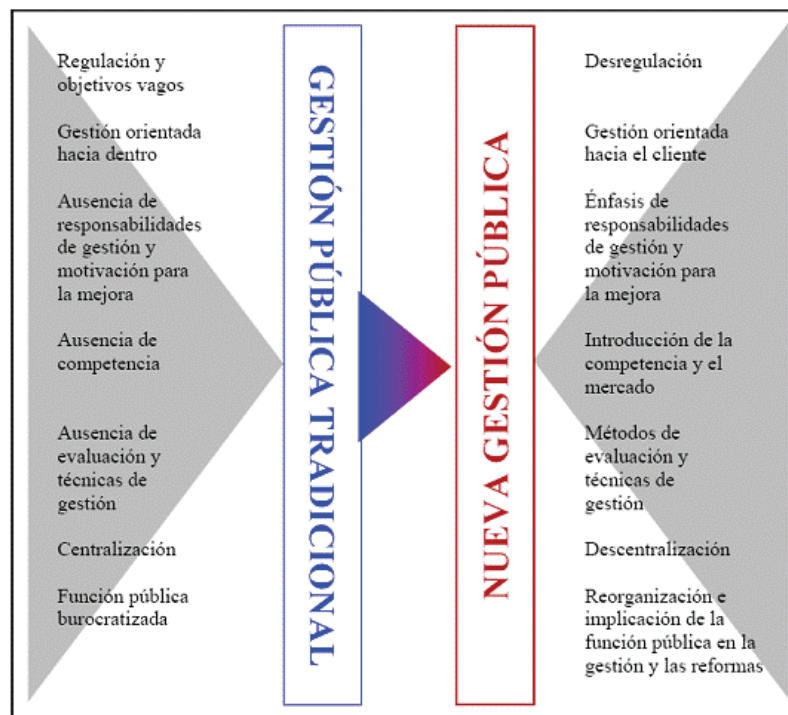 Regulación y
objetivos vagos
Gestión orientada
hacia dentro
Ausencia de
responsabilidades
de gestión y
motivación para
la mejora
Ausencia de
competencia
Ausencia de
evaluación y
técnicas de
gestión
Centralización
Función pública
burocratizada
GESTIÓN PÚBLICA TRADICIONAL
NUEVA GESTIÓN PÚBLICA
Desregulación
Gestión orientada
hacia el cliente
Énfasis de
responsabilidades
de gestión y
motivación para
la mejora
Introducción de la
competencia y el
mercado
Métodos de
evaluación y
técnicas de
gestión
Descentralización
Reorganización e
implicación de la
función pública en la
gestión y las reformas